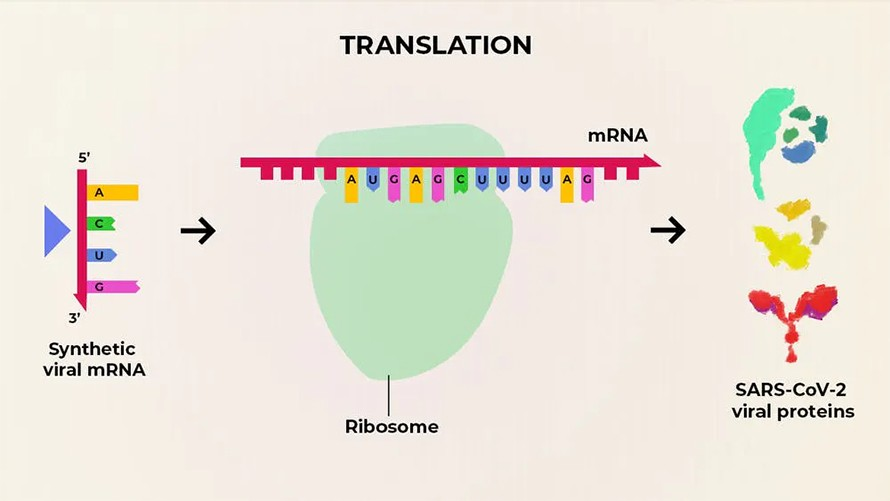 TRANSLATION
mRNA
5’
A
C
U
G
3’
A U G A G C U U U U A G
Synthetic
viral mRNA
Ribosome
SARS-CoV-2
viral proteins